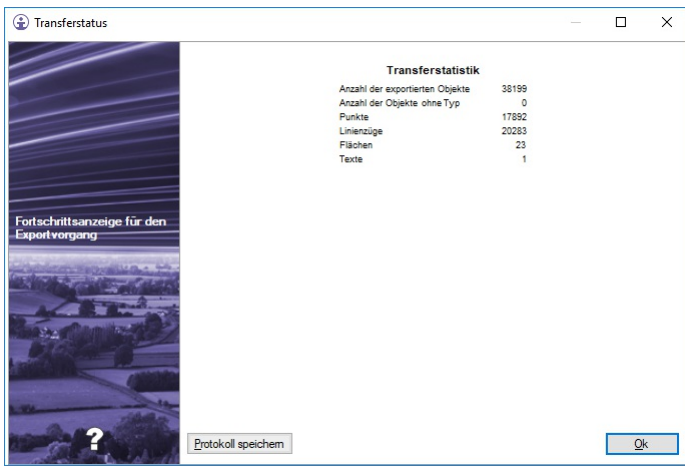 Transferstatus
Transferstatistik
Anzahl der exportierten Objekte 38199
Anzahl der Objekte ohne Typ 0
Punkte 17892
Linienzüge 20283
Flächen 23
Texte 1
Fortschrittsanzeige für den
Exportvorgang
?
Protokoll speichern
Ok